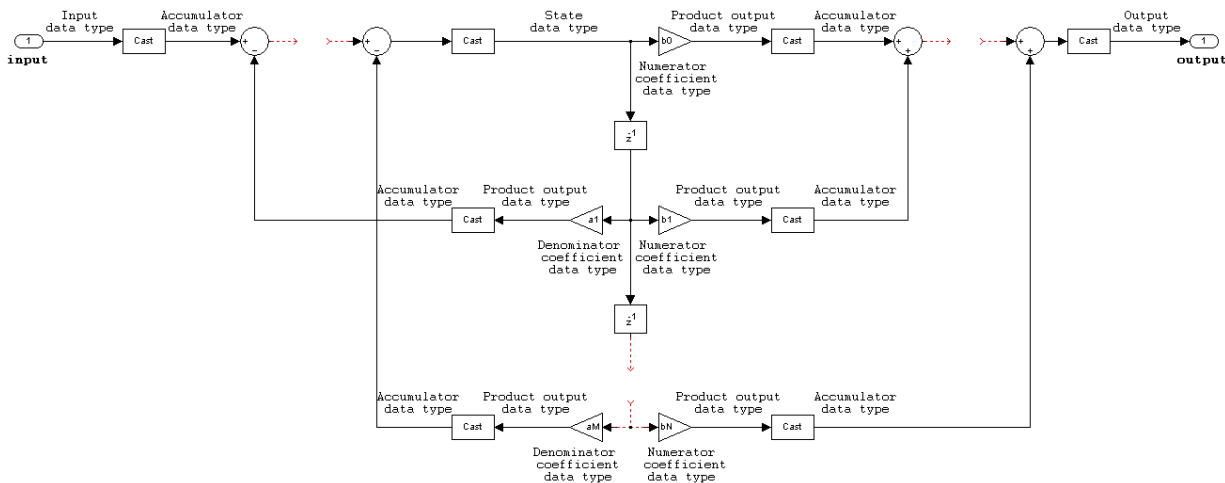 Input
data type
Accumulator
data type
State
data type
Product output
data type
Accumulator
data type
Output
data type
1
Cast
+
−
+
−
Cast
b0
Cast
+
+
+
+
Cast
1
input
output
Numerator
coefficient
data type
z-1
Accumulator
data type
Product output
data type
Product output
data type
Accumulator
data type
Cast
a1
b1
Cast
Denominator
coefficient
data type
Numerator
coefficient
data type
z-1
Accumulator
data type
Product output
data type
Product output
data type
Accumulator
data type
Cast
aM
bN
Cast
Denominator
coefficient
data type
Numerator
coefficient
data type